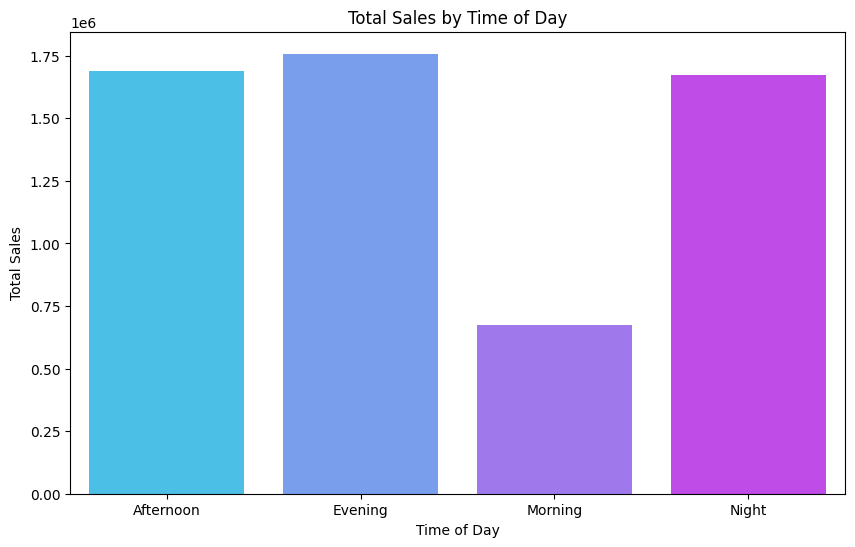 Total Sales by Time of Day
1e6
Total Sales
1.75
1.50
1.25
1.00
0.75
0.50
0.25
0.00
Afternoon Evening Morning Night
Time of Day